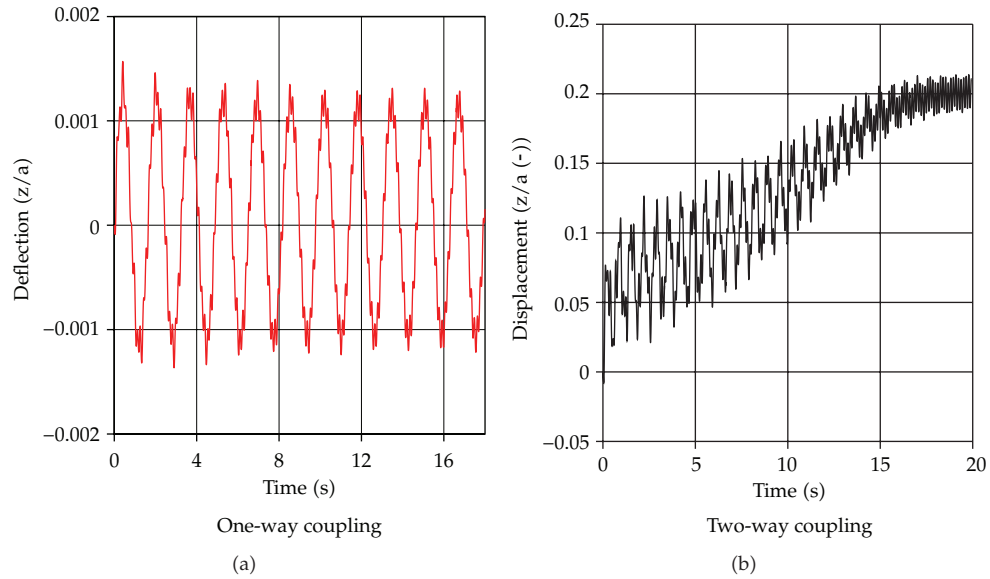 0.002
0.001
0
−0.001
−0.002
Deflection (z/a)
0 4 8 12 16
Time (s)
One-way coupling
(a)
0.25
0.2
0.15
0.1
0.05
0
−0.05
Displacement (z/a (-))
0 5 10 15 20
Time (s)
Two-way coupling
(b)